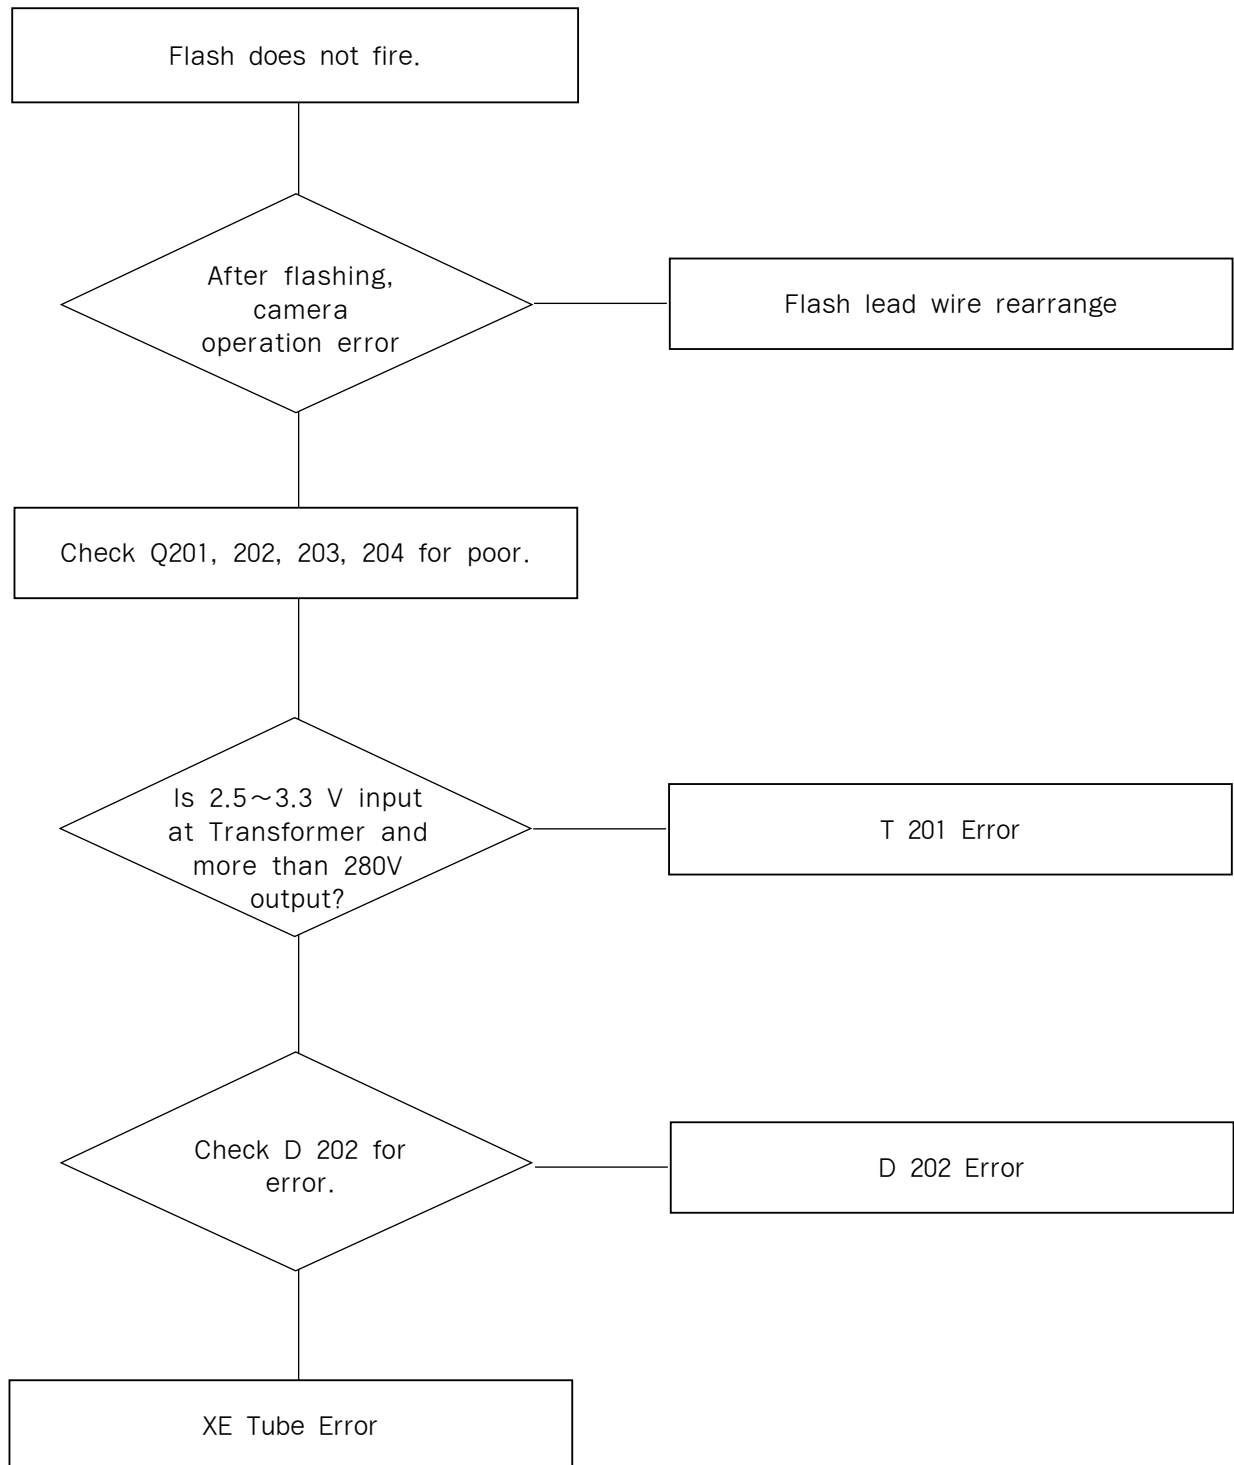 Flash does not fire.
After flashing,
camera
operation error
Flash lead wire rearrange
Check Q201, 202, 203, 204 for poor.
Is 2.5~3.3 V input
at Transformer and
more than 280V
output?
T 201 Error
Check D 202 for
error.
D 202 Error
XE Tube Error